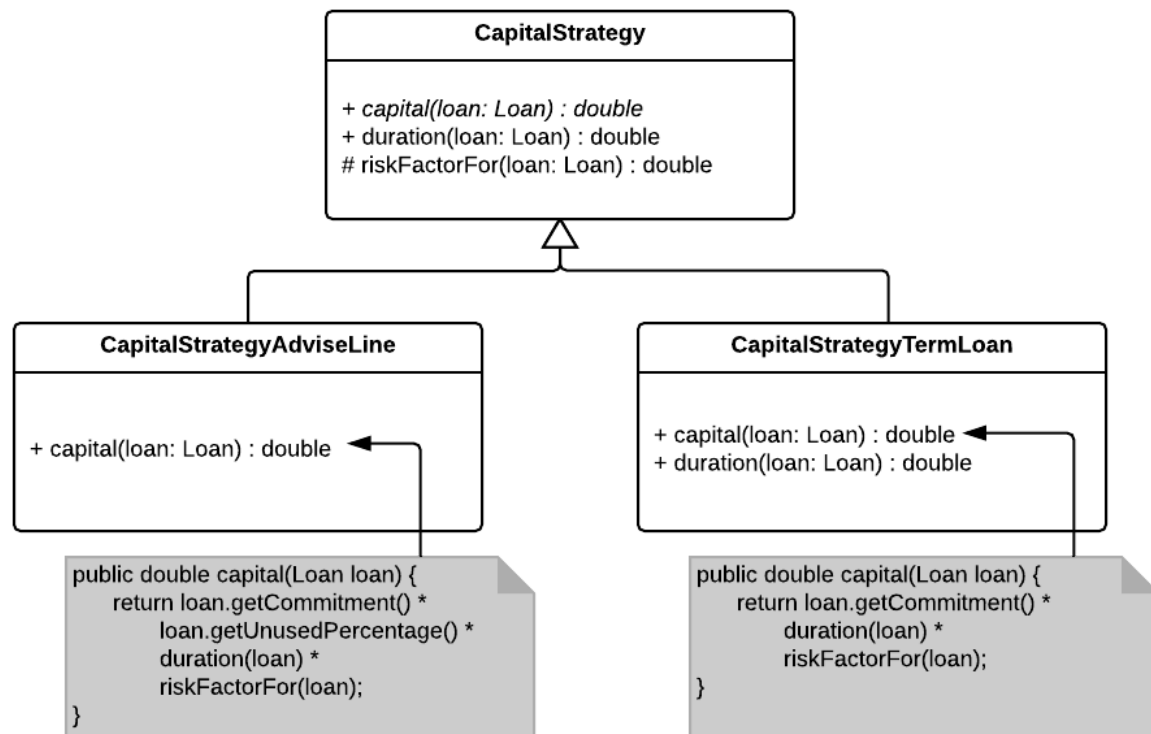 CapitalStrategy
+ capital(loan: Loan) : double
+ duration(loan: Loan) : double
# riskFactorFor(loan: Loan) : double
CapitalStrategyAdviseLine
+ capital(loan: Loan) : double
public double capital(Loan loan) {
return loan.getCommitment() *
loan.getUnusedPercentage() *
duration(loan) *
riskFactorFor(loan);
}
CapitalStrategyTermLoan
+ capital(loan: Loan) : double
+ duration(loan: Loan) : double
public double capital(Loan loan) {
return loan.getCommitment() *
duration(loan) *
riskFactorFor(loan);
}